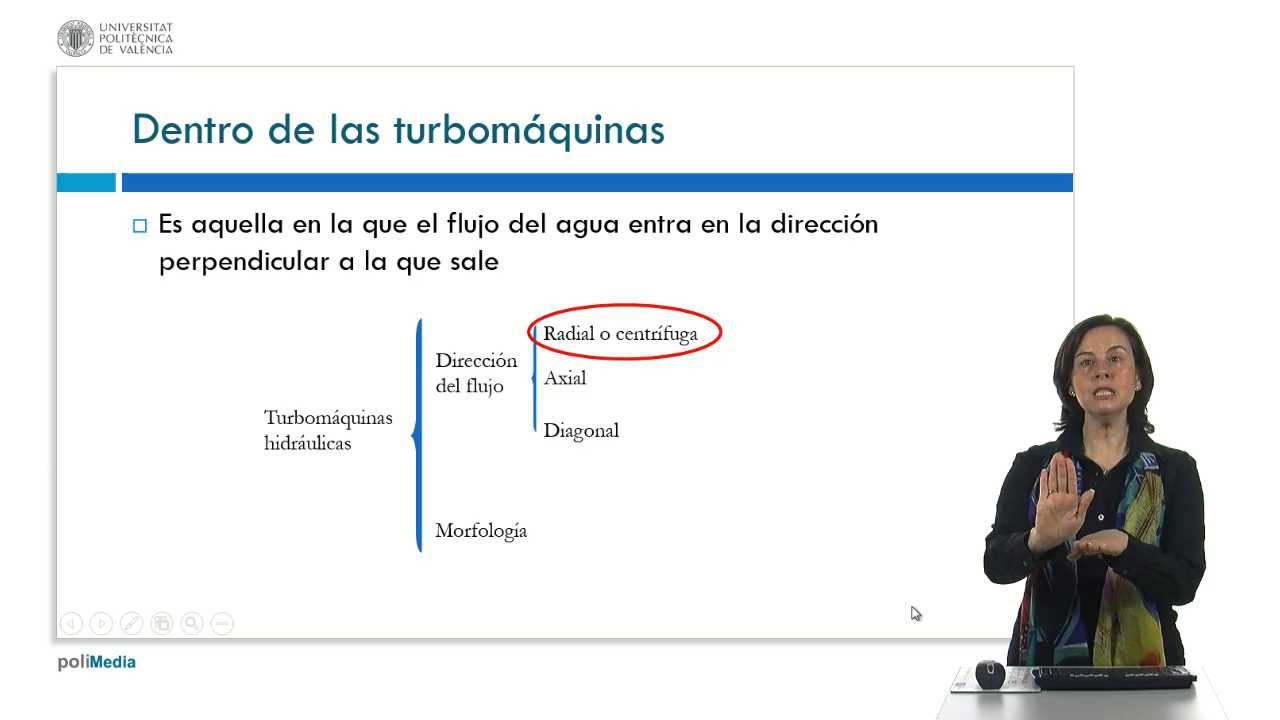 UNIVERSITAT
POLITÈCNICA
DE VALÈNCIA
Dentro de las turbomáquinas
Es aquella en la que el flujo del agua entra en la dirección
perpendicular a la que sale
Radial o centrífuga
Dirección
del flujo
Axial
Turbomáquinas
hidráulicas
Diagonal
Morfología
poliMedia